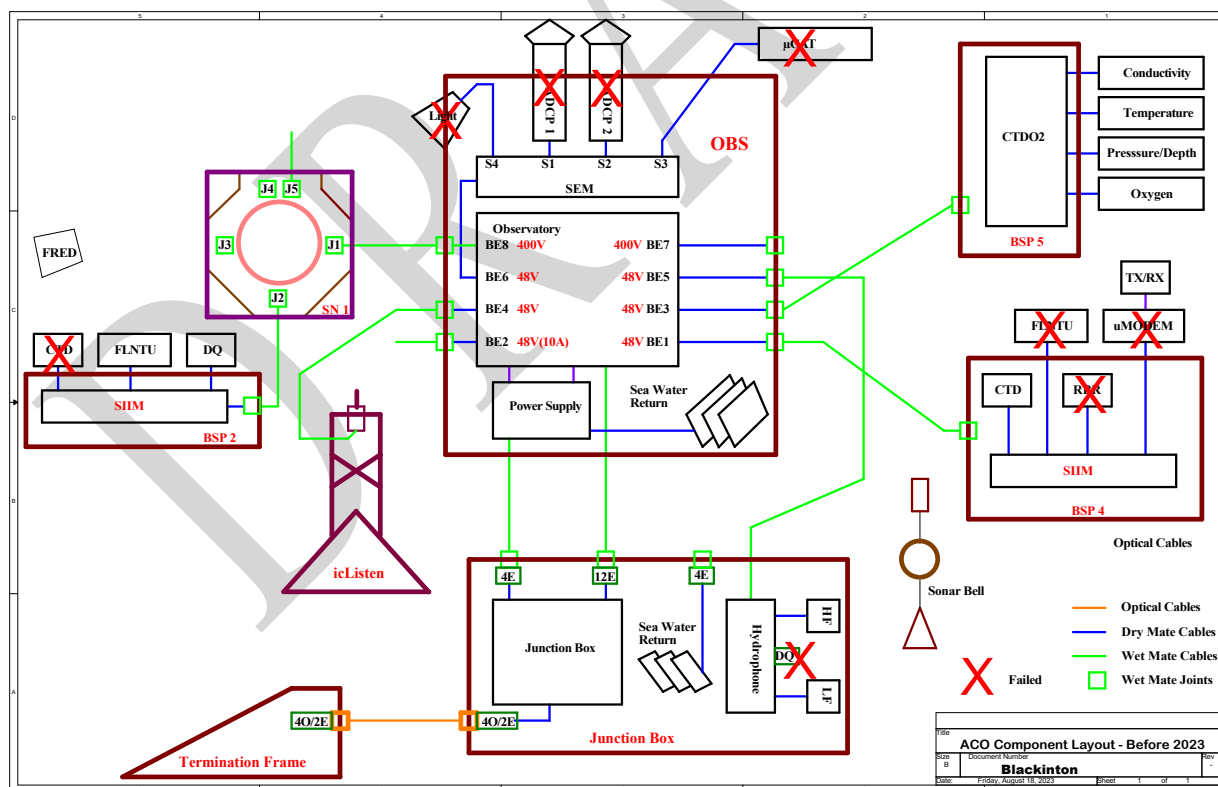 5
4
3
2
1
D
C
B
A
DRA
µCAT
Light
ADCP 1
ADCP 2
OBS
S4
S1
S2
S3
SEM
CTDO2
Conductivity
Temperature
Presssure/Depth
Oxygen
BSP 5
J4
J5
J3
J1
J2
SN 1
FRED
Observatory
BE8 400V
400V BE7
BE6 48V
48V BE5
BE4 48V
48V BE3
BE2 48V(10A)
48V BE1
Power Supply
Sea Water
Return
TX/RX
FLNTU
uMODEM
CTD
RBR
SIIM
BSP 4
CTD
FLNTU
DQ
SIIM
BSP 2
icListen
4E
12E
4E
Junction Box
Sea Water
Return
Hydrophone
HF
DQ
LF
4O/2E
4O/2E
Junction Box
Termination Frame
Sonar Bell
Optical Cables
Optical Cables
Dry Mate Cables
Wet Mate Cables
Wet Mate Joints
Failed
Title
ACO Component Layout - Before 2023
Size
B
Document Number
Blackinton
Rev
-
Date:
Friday, August 18, 2023
Sheet
1
of
1